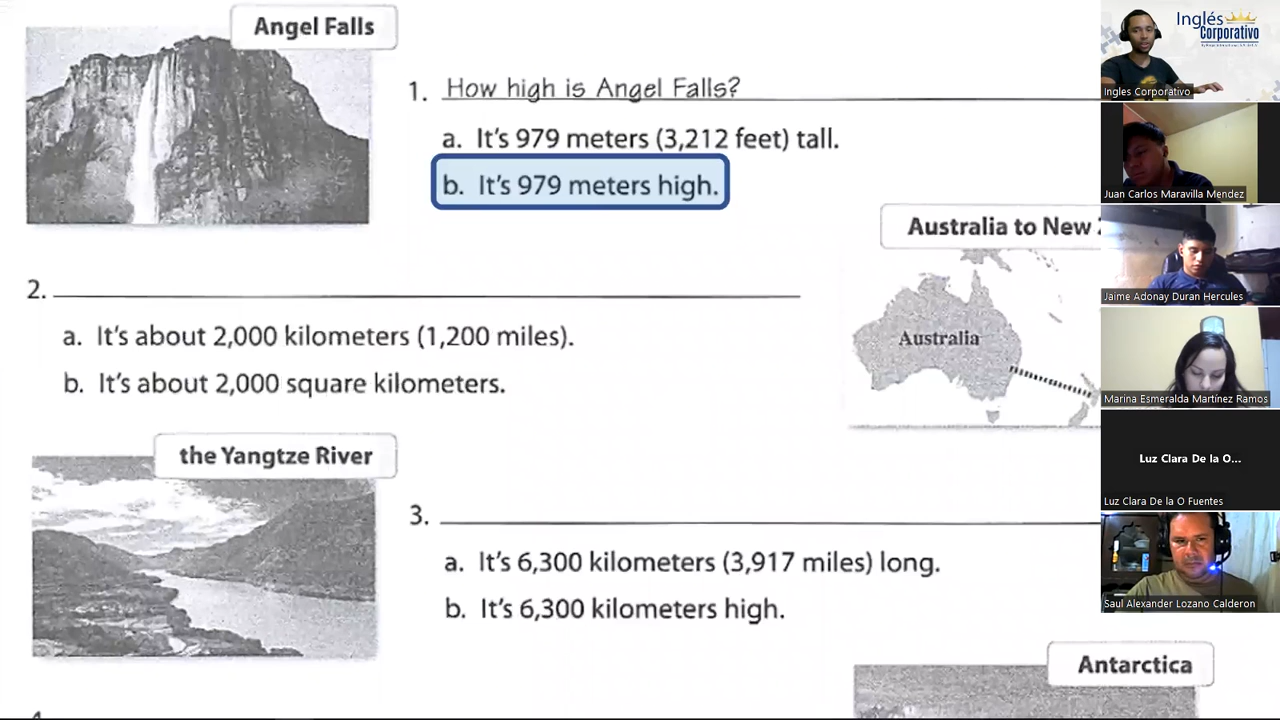 Angel Falls
1. How high is Angel Falls?
a. It's 979 meters (3,212 feet) tall.
b. It's 979 meters high.
Australia to New
Australia
2.
a. It's about 2,000 kilometers (1,200 miles).
b. It's about 2,000 square kilometers.
the Yangtze River
3.
a. It's 6,300 kilometers (3,917 miles) long.
b. It's 6,300 kilometers high.
Antarctica
Inglés
Corporativo
Ingles Corporativo
Juan Carlos Maravilla Mendez
Jaime Adonay Duran Hercules
Marina Esmeralda Martínez Ramos
Luz Clara De la O...
Luz Clara De la O Fuentes
Saul Alexander Lozano Calderon